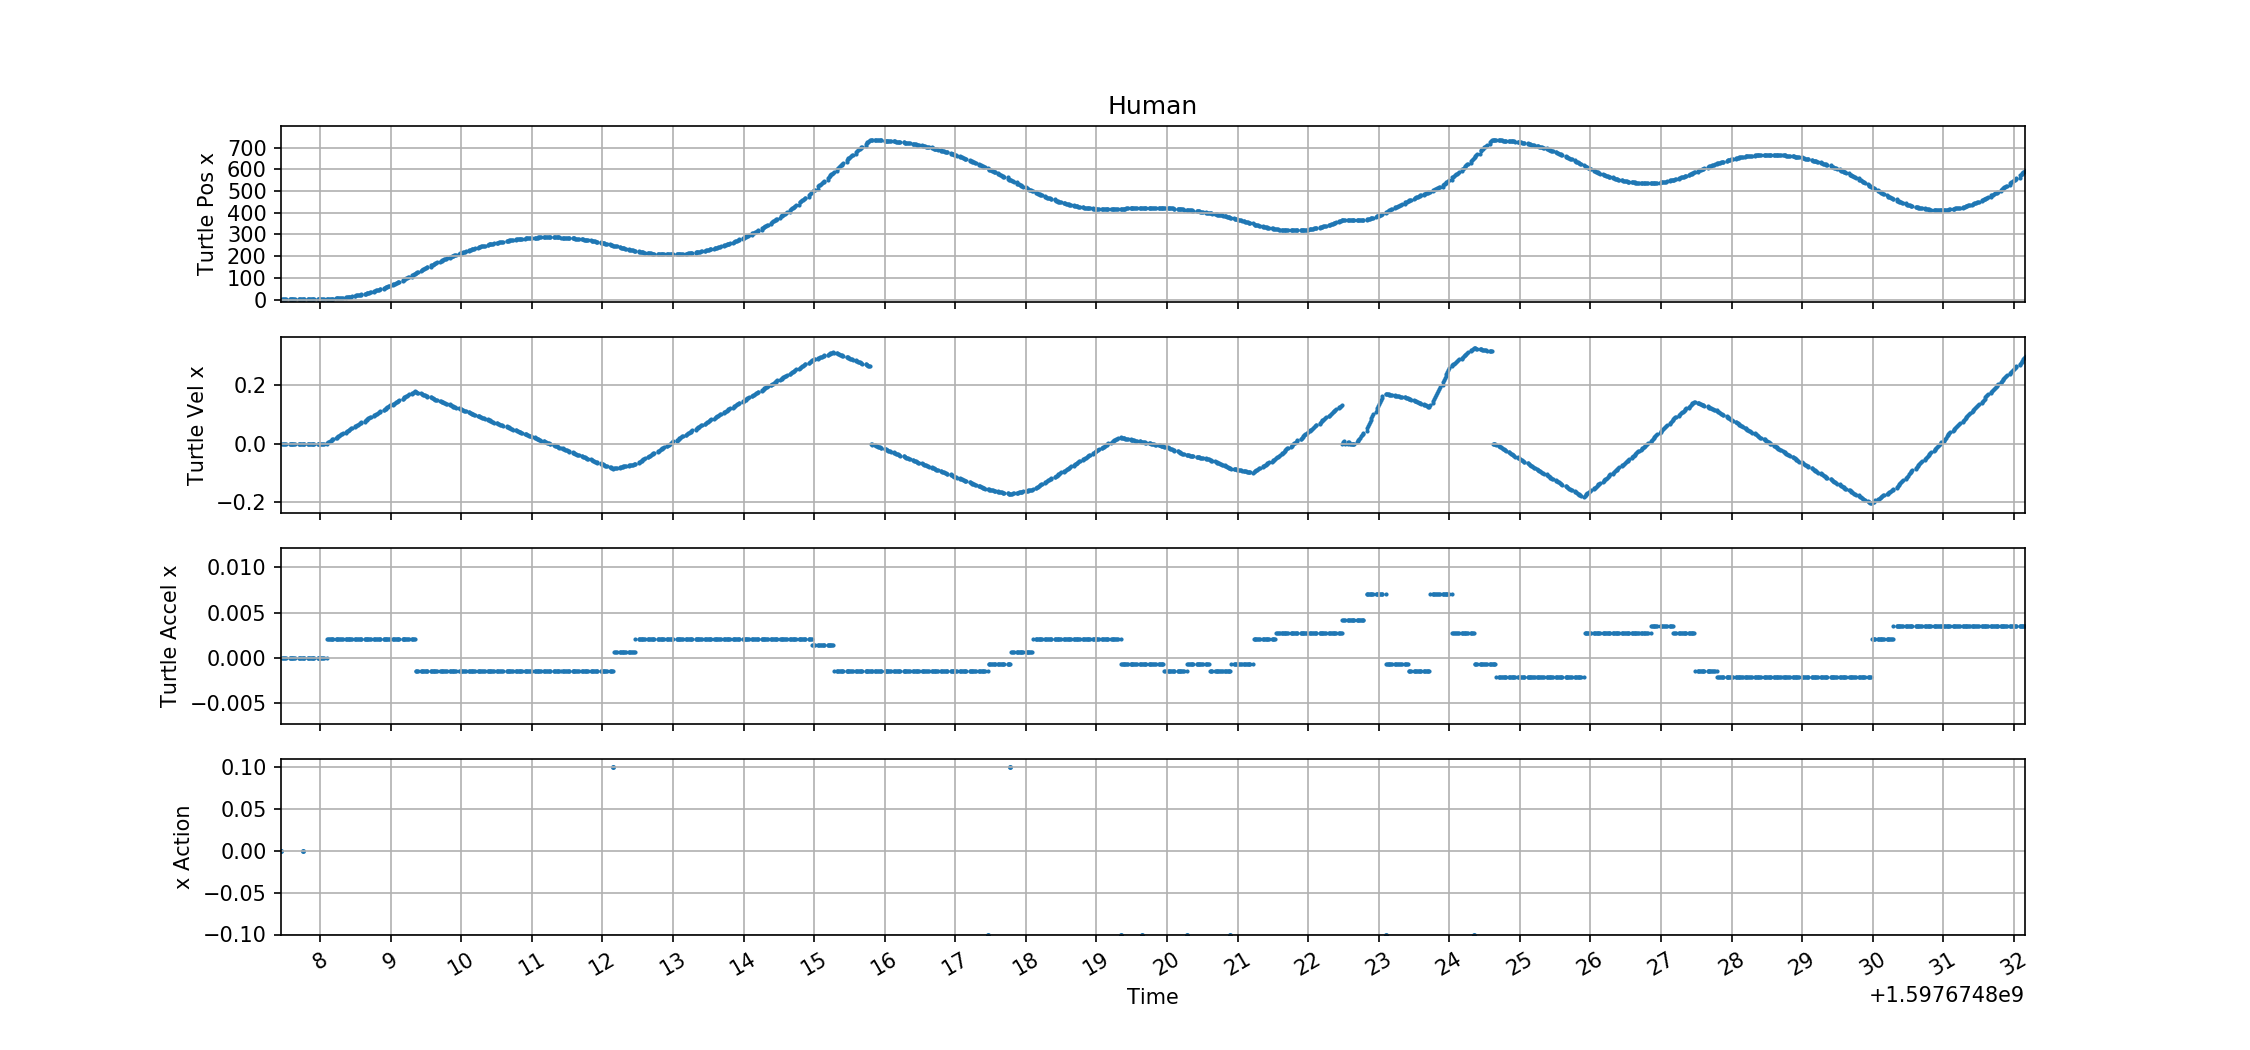 Human
Turtle Pos x
700
600
500
400
300
200
100
0
Turtle Vel x
0.2
0.0
−0.2
Turtle Accel x
0.010
0.005
0.000
−0.005
x Action
0.10
0.05
0.00
−0.05
−0.10
8 9 10 11 12 13 14 15 16 17 18 19 20 21 22 23 24 25 26 27 28 29 30 31 32
Time
+1.5976748e9